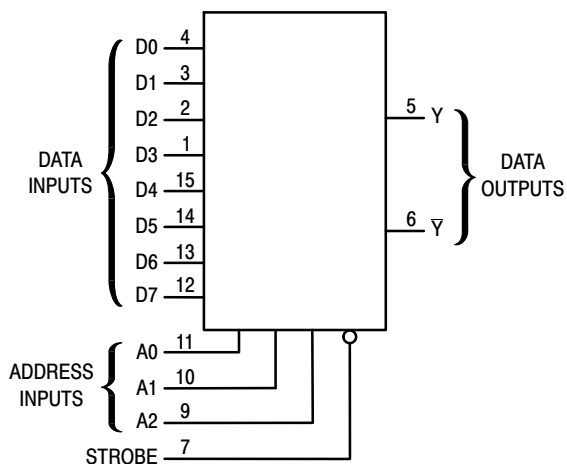 D0 4
D1 3
D2 2
D3 1
D4 15
D5 14
D6 13
D7 12
DATA
INPUTS
5 Y
6 Y̅
DATA
OUTPUTS
A0 11
A1 10
A2 9
ADDRESS
INPUTS
STROBE 7